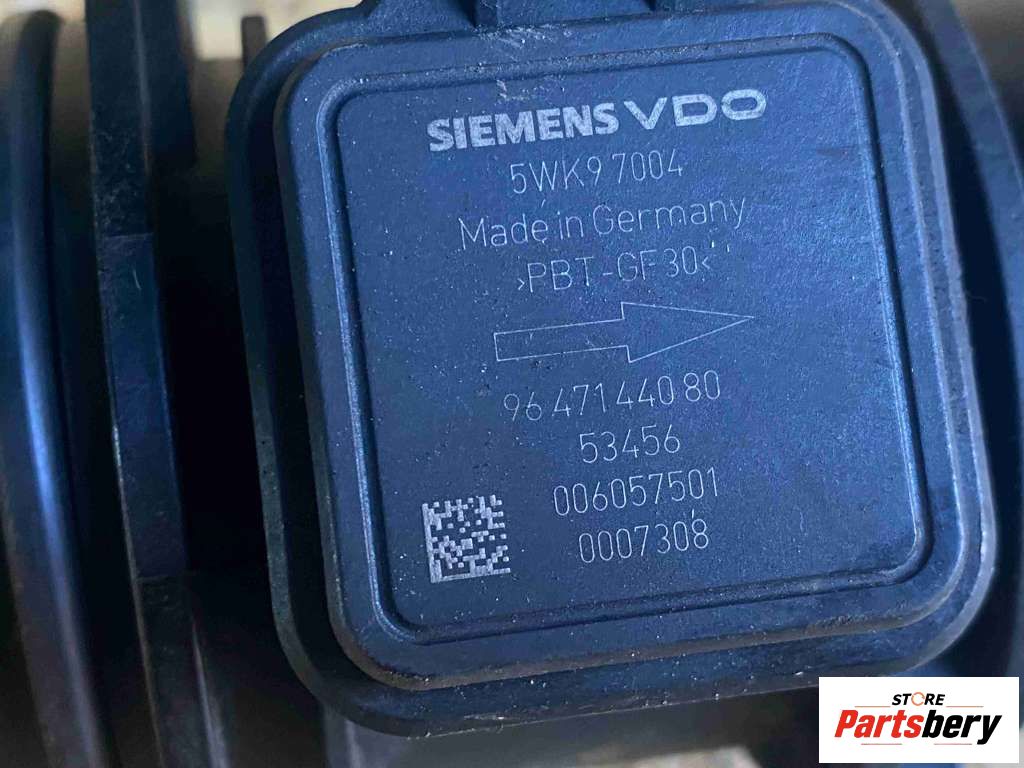 SIEMENS VDO
5WK9 7004
Made in Germany
>PBT-GF30<
96 471 440 80
53456
006057501
0007308
STORE
Partsbery